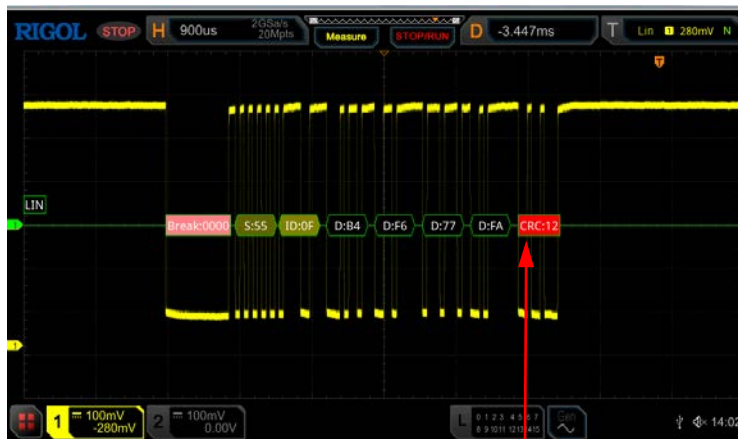 RIGOL STOP H 900us 2GSa/s 20Mpts Measure STOP/RUN D -3.447ms T Lin 1 280mV N
T
LIN
Break:0000 S:55 ID:0F D:B4 D:F6 D:77 D:FA CRC:12
1
1 100mV -280mV 2 100mV 0.00V L 0 1 2 3 4 5 6 7 8 9 10 11 12 13 14 15 Gen 14:02